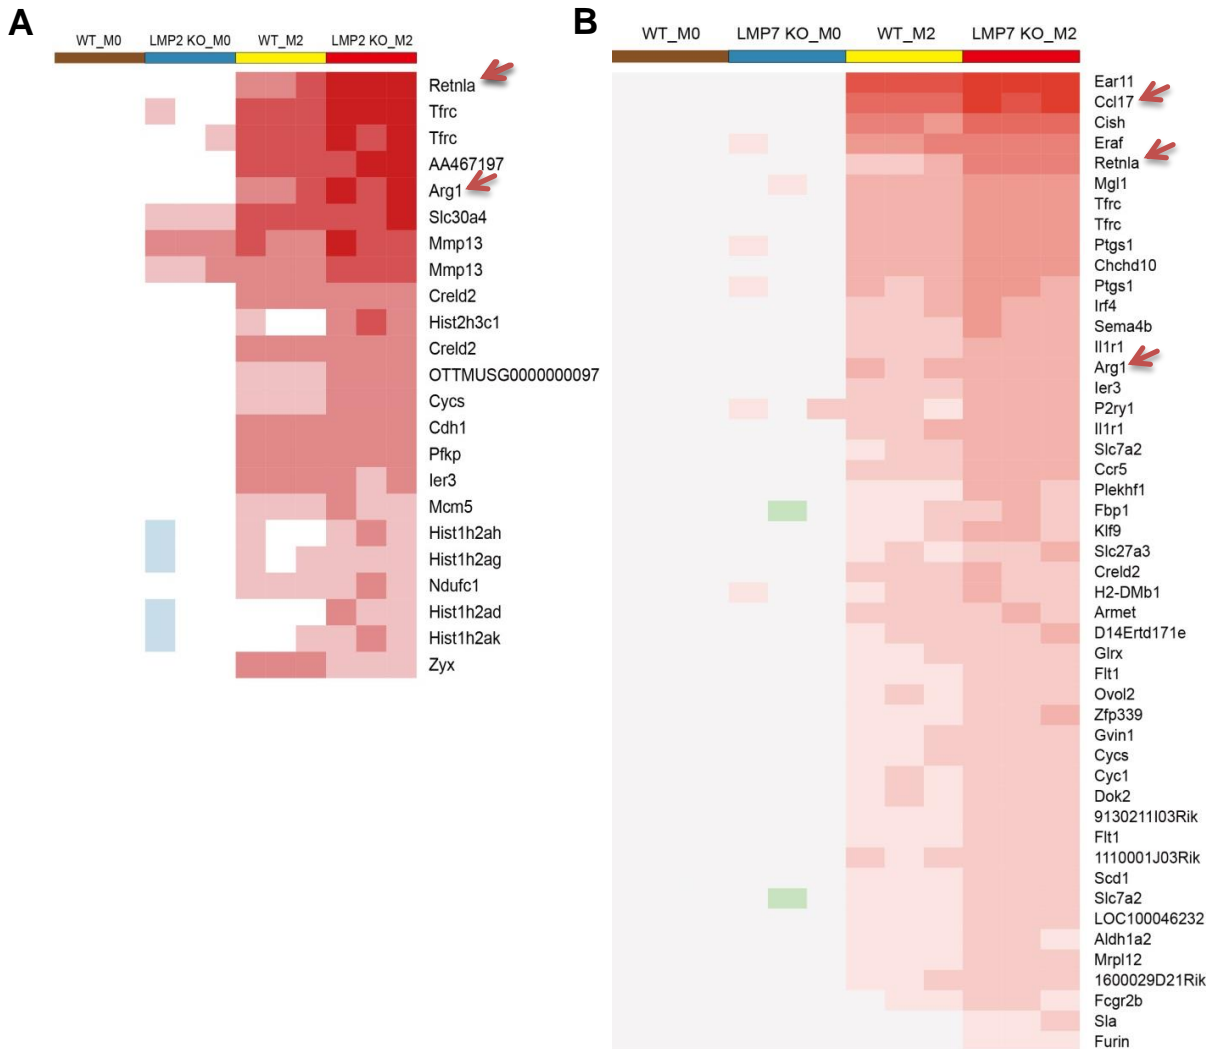 A
WT_M0 LMP2 KO_M0 WT_M2 LMP2 KO_M2
Retnla
Tfrc
Tfrc
AA467197
Arg1
Slc30a4
Mmp13
Mmp13
Creld2
Hist2h3c1
Creld2
OTTMUSG0000000097
Cycs
Cdh1
Pfkp
Ier3
Mcm5
Hist1h2ah
Hist1h2ag
Ndufc1
Hist1h2ad
Hist1h2ak
Zyx
B
WT_M0 LMP7 KO_M0 WT_M2 LMP7 KO_M2
Ear11
Ccl17
Cish
Eraf
Retnla
Mgl1
Tfrc
Tfrc
Ptgs1
Chchd10
Ptgs1
Irf4
Sema4b
Il1r1
Arg1
Ier3
P2ry1
Il1r1
Slc7a2
Ccr5
Plekhf1
Fbp1
Klf9
Slc27a3
Creld2
H2-DMb1
Armet
D14Ertd171e
Glrx
Flt1
Ovol2
Zfp339
Gvin1
Cycs
Cyc1
Dok2
9130211I03Rik
Flt1
1110001J03Rik
Scd1
Slc7a2
LOC100046232
Aldh1a2
Mrpl12
1600029D21Rik
Fcgr2b
Sla
Furin